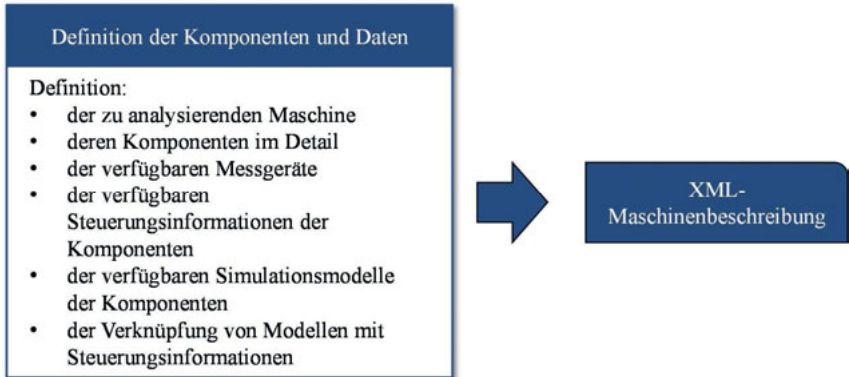 Definition der Komponenten und Daten
Definition:
• der zu analysierenden Maschine
• deren Komponenten im Detail
• der verfügbaren Messgeräte
• der verfügbaren
Steuerungsinformationen der
Komponenten
• der verfügbaren Simulationsmodelle
der Komponenten
• der Verknüpfung von Modellen mit
Steuerungsinformationen
XML-
Maschinenbeschreibung